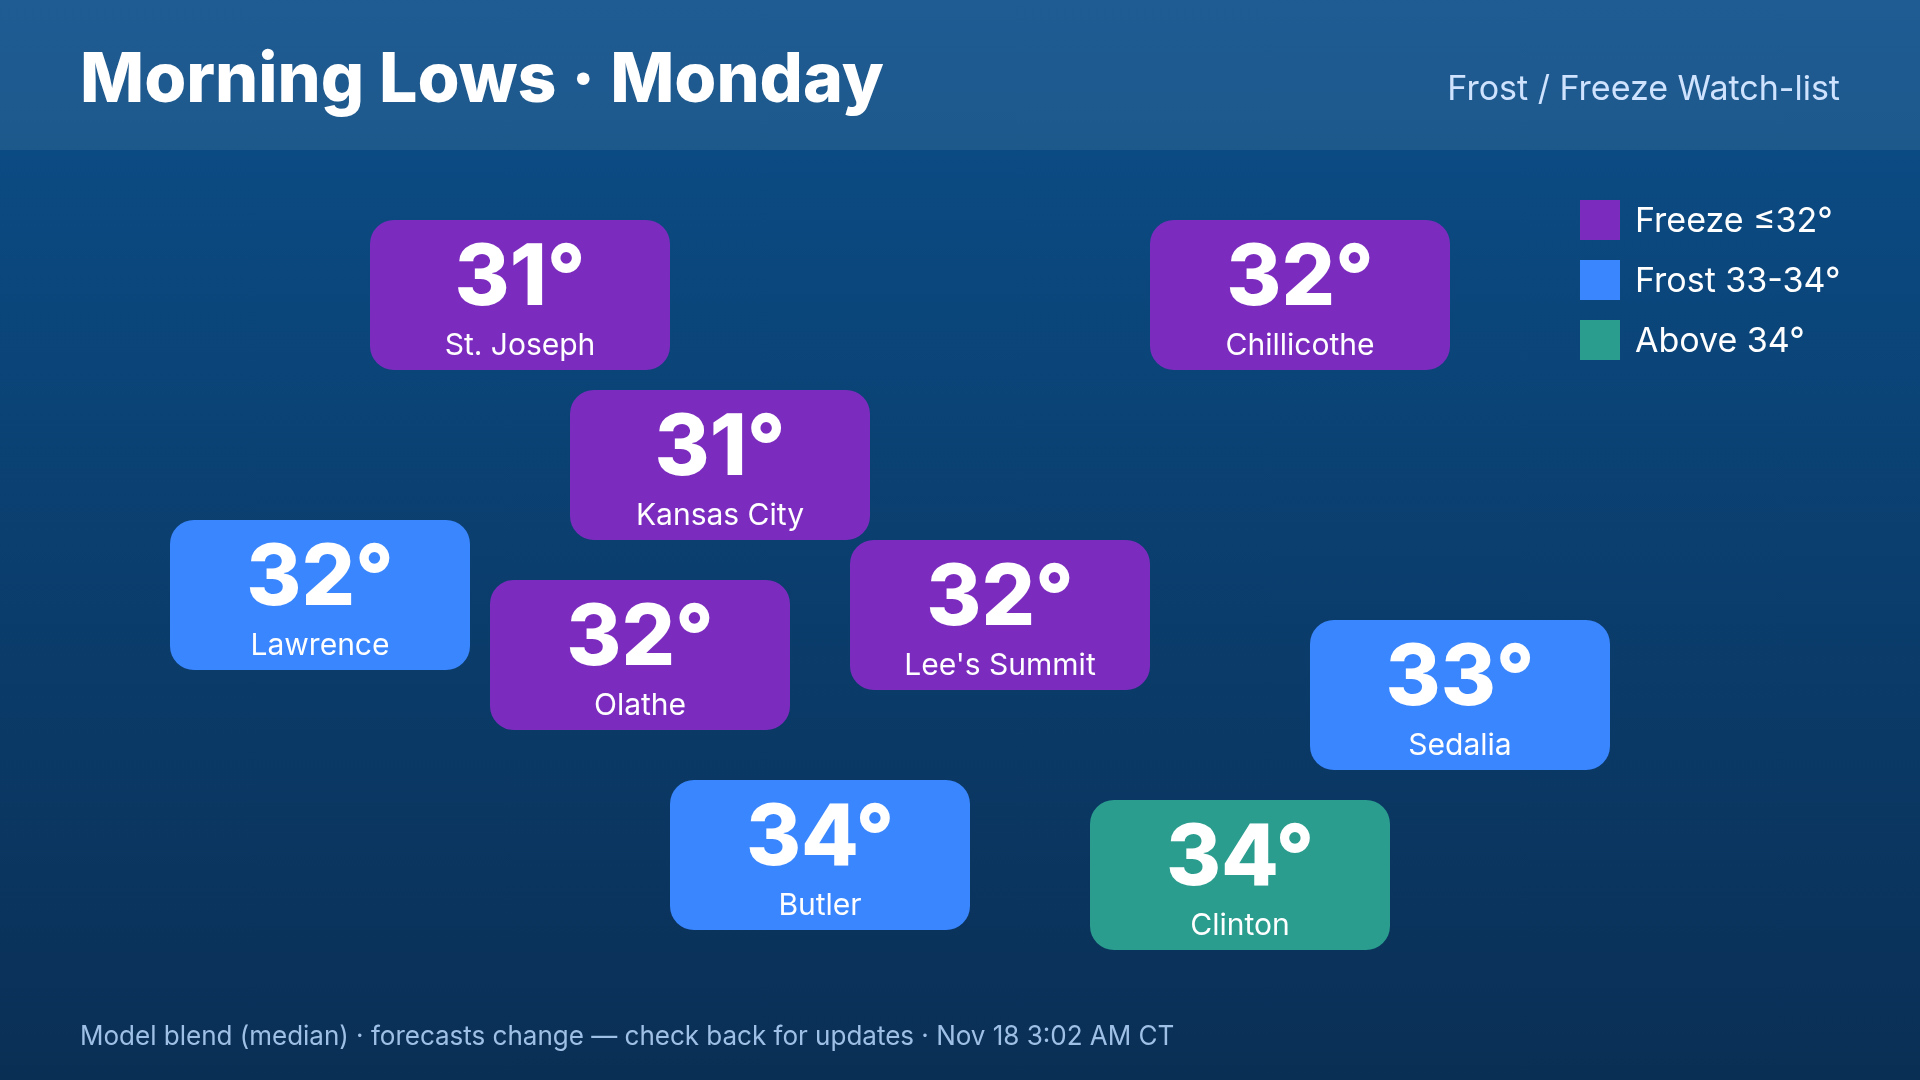 Morning Lows · Monday
Frost / Freeze Watch-list
Freeze ≤32°
Frost 33-34°
Above 34°
31°
St. Joseph
32°
Chillicothe
31°
Kansas City
32°
Lawrence
32°
Olathe
32°
Lee's Summit
33°
Sedalia
34°
Butler
34°
Clinton
Model blend (median) · forecasts change — check back for updates · Nov 18 3:02 AM CT